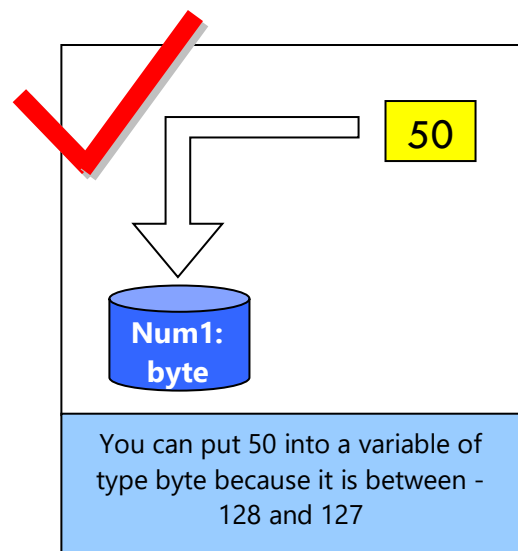 50
Num1:
byte
You can put 50 into a variable of
type byte because it is between -
128 and 127